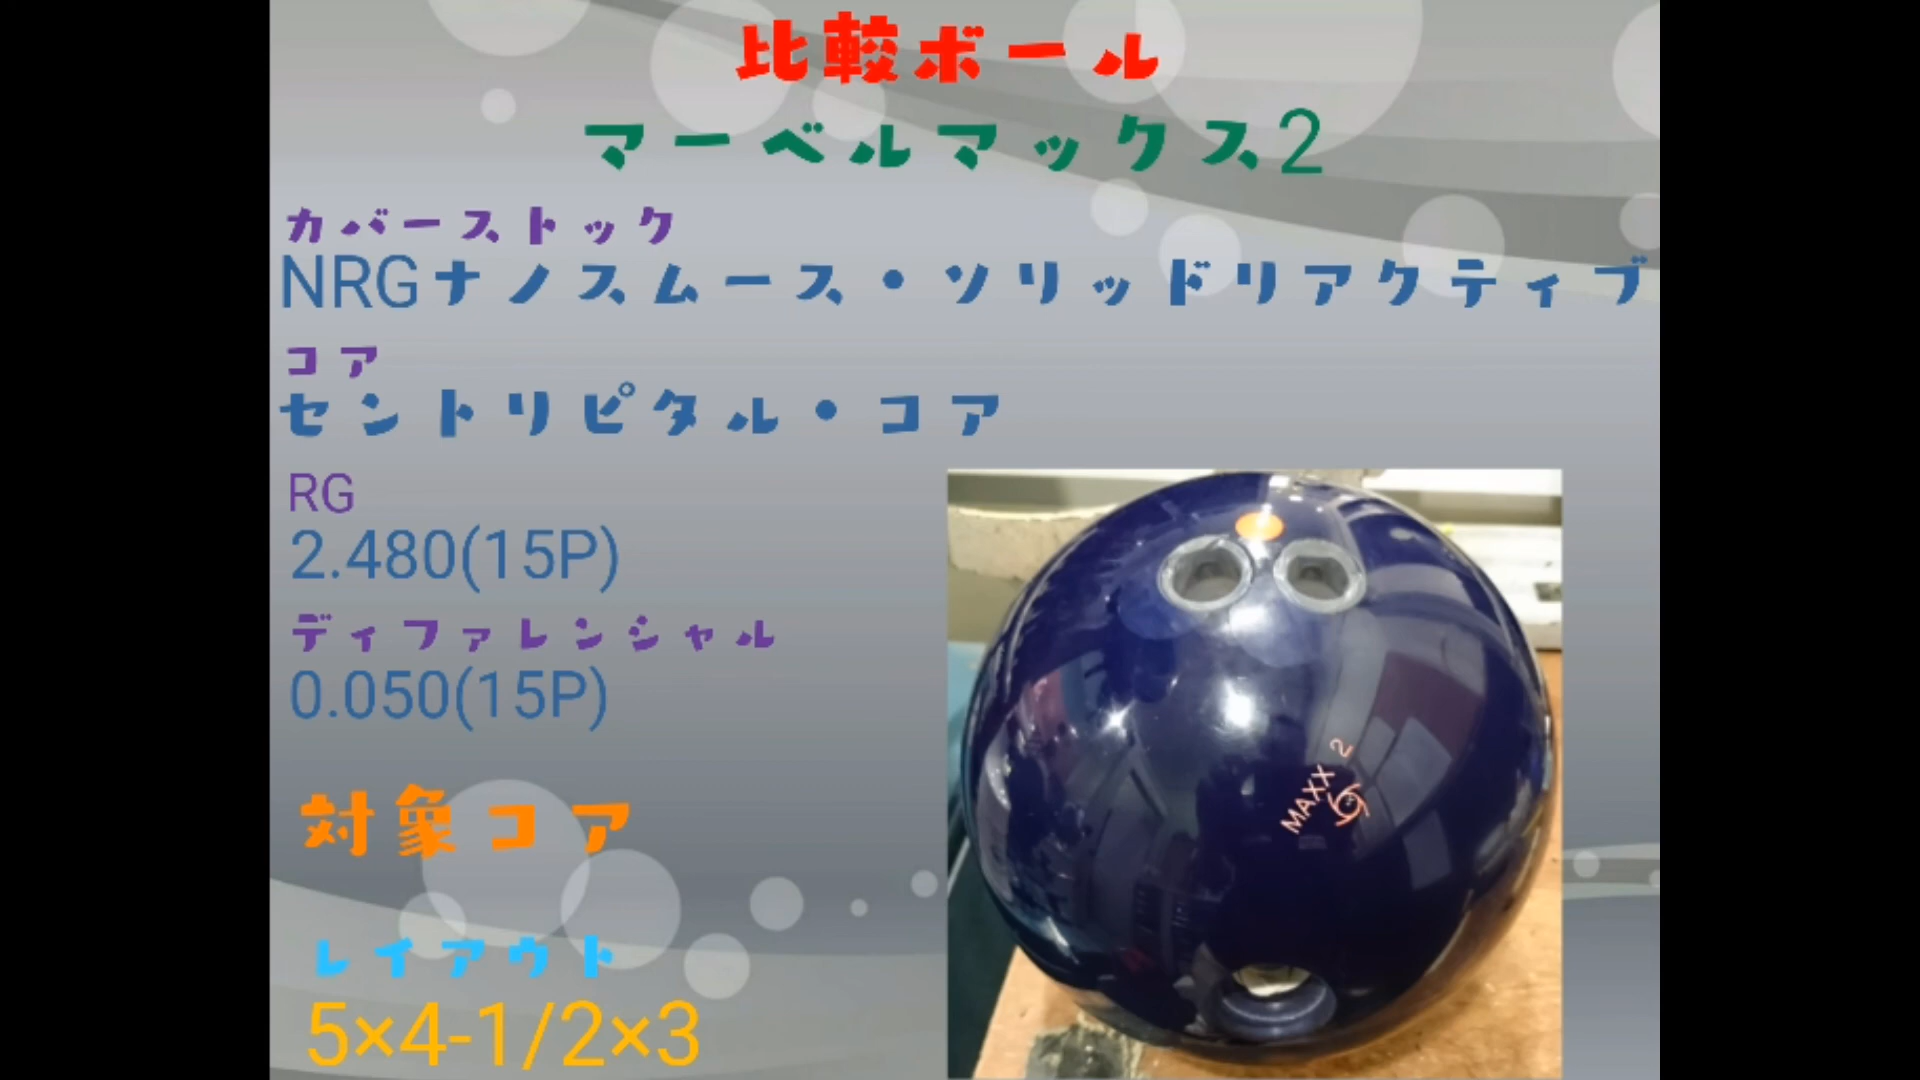 比較ボール
マーベルマックス2
カバーストック
NRGナノスムース・ソリッドリアクティブ
コア
セントリピタル・コア
RG
2.480(15P)
ディファレンシャル
0.050(15P)
対象コア
レイアウト
5×4-1/2×3
MAXX 2